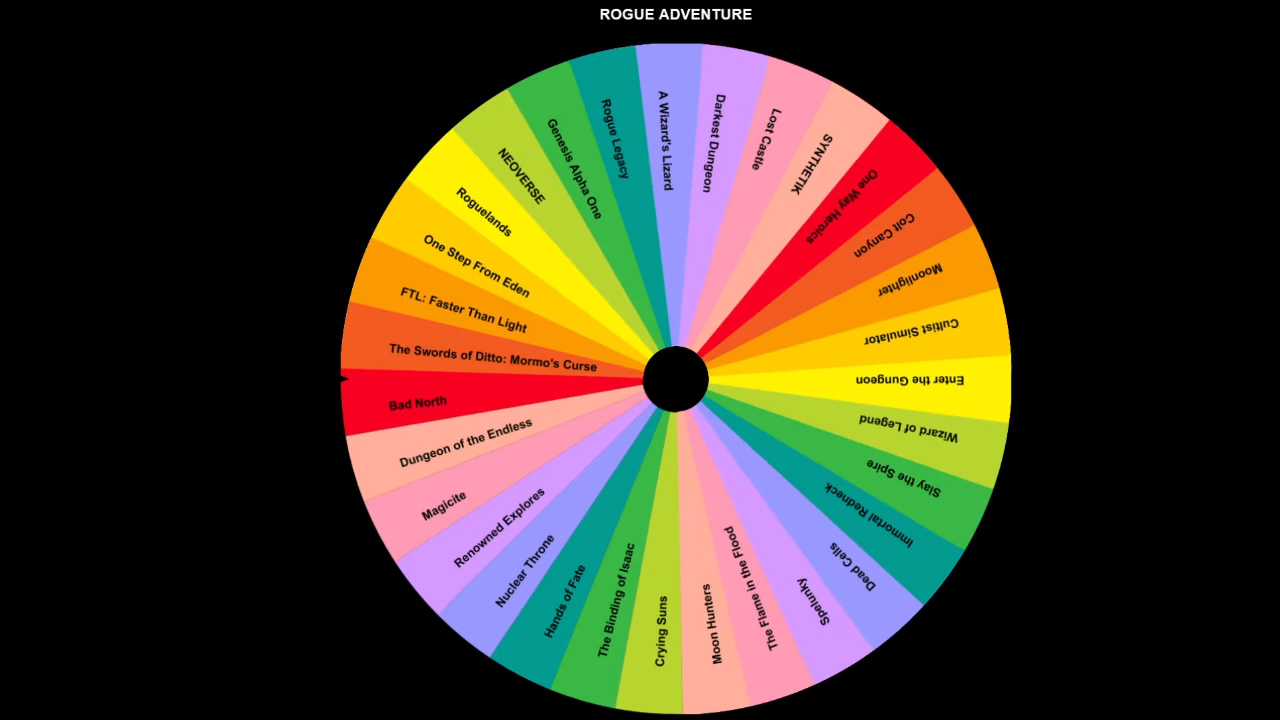 ROGUE ADVENTURE
A Wizard's Lizard
Darkest Dungeon
Lost Castle
SYNTHETIK
One Way Heroics
Colt Canyon
Moonlighter
Cultist Simulator
Enter the Gungeon
Wizard of Legend
Slay the Spire
Immortal Redneck
Dead Cells
Spelunky
The Flame in the Flood
Moon Hunters
Crying Suns
The Binding of Isaac
Hands of Fate
Nuclear Throne
Renowned Explores
Magicite
Dungeon of the Endless
Bad North
The Swords of Ditto: Mormo's Curse
FTL: Faster Than Light
One Step From Eden
Roguelands
NEOVERSE
Genesis Alpha One
Rogue Legacy